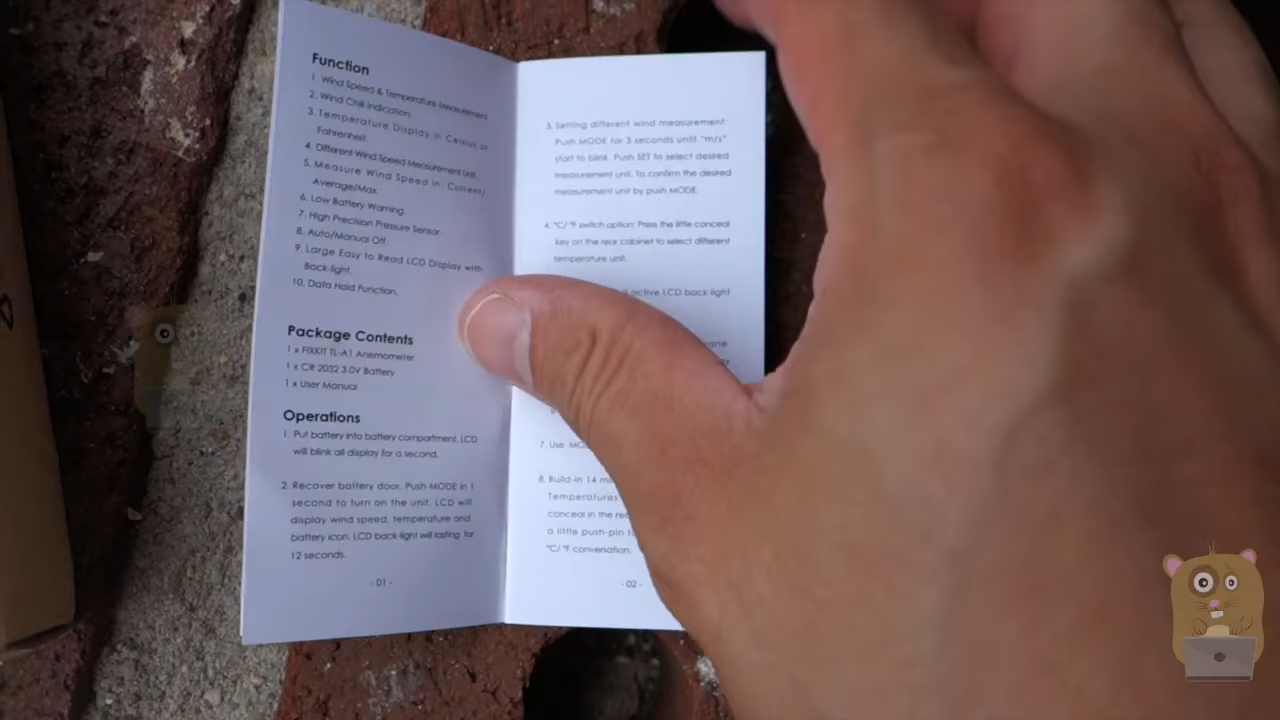 Function
1. Wind Speed & Temperature Measurement
2. Wind Chill Indication.
3. Temperature Display in Celsius or
Fahrenheit
4. Different Wind Speed Measurement Unit.
5. Measure Wind Speed in: Current/
Average/Max.
6. Low Battery Warning.
7. High Precision Pressure Sensor.
8. Auto/Manual Off.
9. Large Easy to Read LCD Display with
Back-light.
10. Data Hold Function.
Package Contents
1 x FIXKIT TL-A1 Anemometer
1 x CR 2032 3.0V Battery
1 x User Manual
Operations
1. Put battery into battery compartment, LCD
will blink all display for a second.
2. Recover battery door. Push MODE in 1
second to turn on the unit. LCD will
display wind speed, temperature and
battery icon. LCD back-light will lasting for
12 seconds.
- 01 -
3. Setting different wind measurement:
Push MODE for 3 seconds until "m/s"
start to blink. Push SET to select desired
measurement unit. To confirm the desired
measurement unit by push MODE.
4. °C/ °F switch option: Press the little conceal
key on the rear cabinet to select different
temperature unit.
active LCD back-light
7. Use
8. Build-in 14
Temperatures
conceal in the
a little push-pin
°C/ °F convenation.
- 02 -